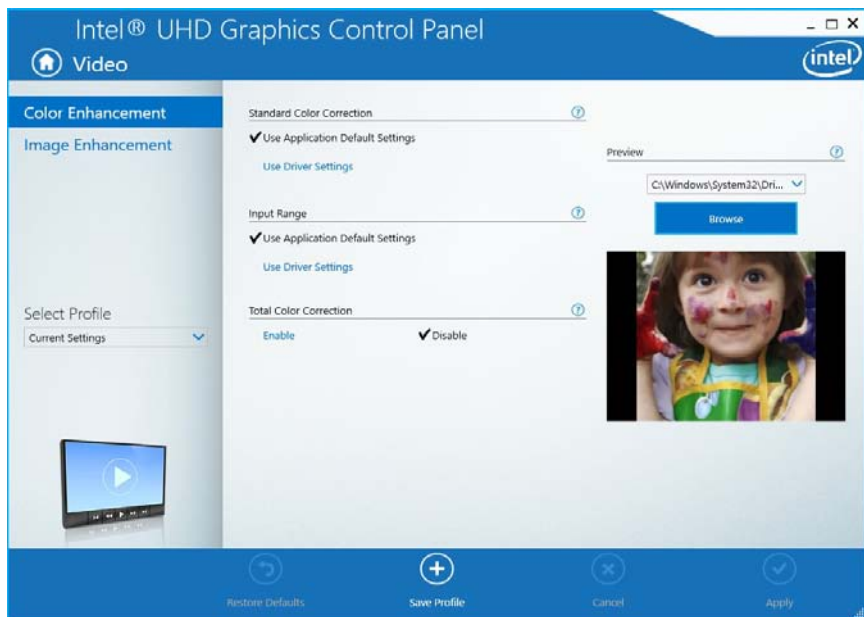 Intel® UHD Graphics Control Panel
Video
intel
Color Enhancement
Image Enhancement
Select Profile
Current Settings
Standard Color Correction
Use Application Default Settings
Use Driver Settings
Input Range
Use Application Default Settings
Use Driver Settings
Total Color Correction
Enable
Disable
Preview
C:\Windows\System32\Dri...
Browse
Restore Defaults
Save Profile
Cancel
Apply